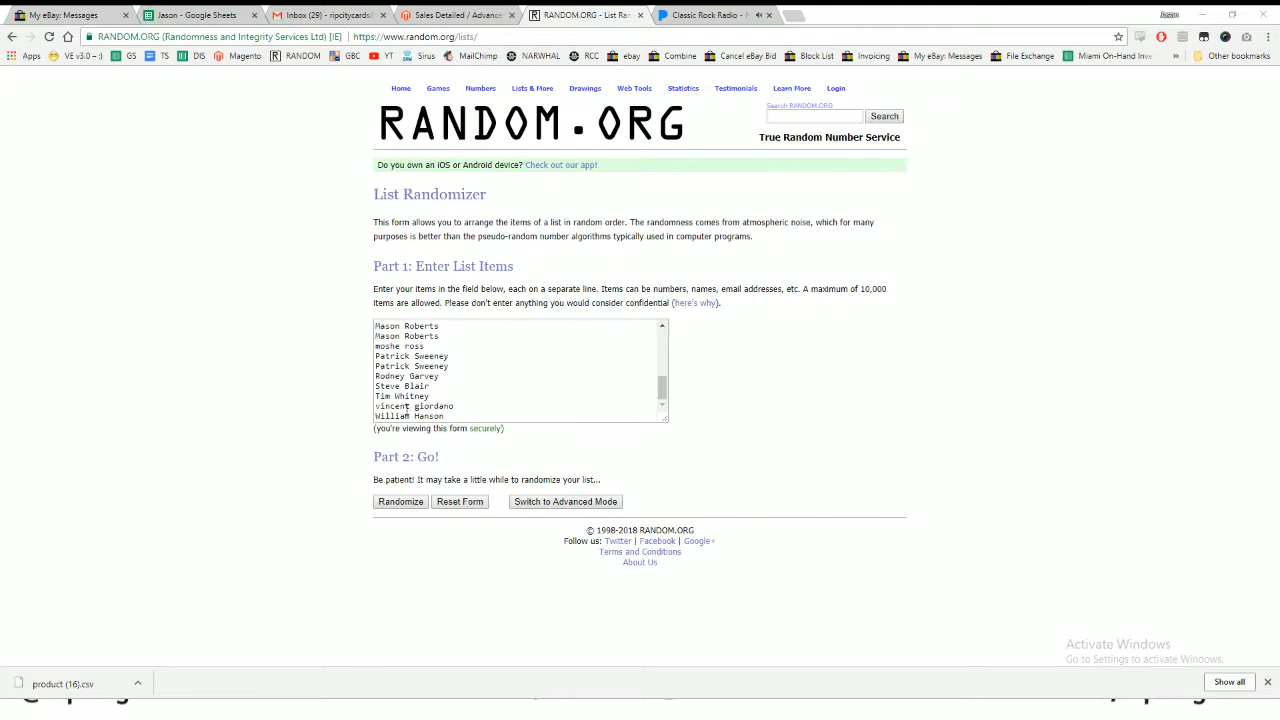 My eBay: Messages
Jason - Google Sheets
Inbox (29) - ripcitycards@
Sales Detailed / Advance
RANDOM.ORG - List Ran
Classic Rock Radio -
Jason
RANDOM.ORG (Randomness and Integrity Services Ltd) [IE] https://www.random.org/lists/
Apps VE v3.0 -- :) GS TS DIS Magento RANDOM GBC YT Sirus MailChimp NARWHAL RCC ebay Combine Cancel eBay Bid Block List Invoicing My eBay: Messages File Exchange Miami On-Hand Inve » Other bookmarks
Home Games Numbers Lists & More Drawings Web Tools Statistics Testimonials Learn More Login
RANDOM.ORG
Search RANDOM.ORG
Search
True Random Number Service
Do you own an iOS or Android device? Check out our app!
List Randomizer
This form allows you to arrange the items of a list in random order. The randomness comes from atmospheric noise, which for many
purposes is better than the pseudo-random number algorithms typically used in computer programs.
Part 1: Enter List Items
Enter your items in the field below, each on a separate line. Items can be numbers, names, email addresses, etc. A maximum of 10,000
items are allowed. Please don't enter anything you would consider confidential (here's why).
Mason Roberts
Mason Roberts
moshe ross
Patrick Sweeney
Patrick Sweeney
Rodney Garvey
Steve Blair
Tim Whitney
vincent giordano
William Hanson
(you're viewing this form securely)
Part 2: Go!
Be patient! It may take a little while to randomize your list...
Randomize Reset Form Switch to Advanced Mode
© 1998-2018 RANDOM.ORG
Follow us: Twitter | Facebook | Google+
Terms and Conditions
About Us
Activate Windows
Go to Settings to activate Windows.
product (16).csv
Show all